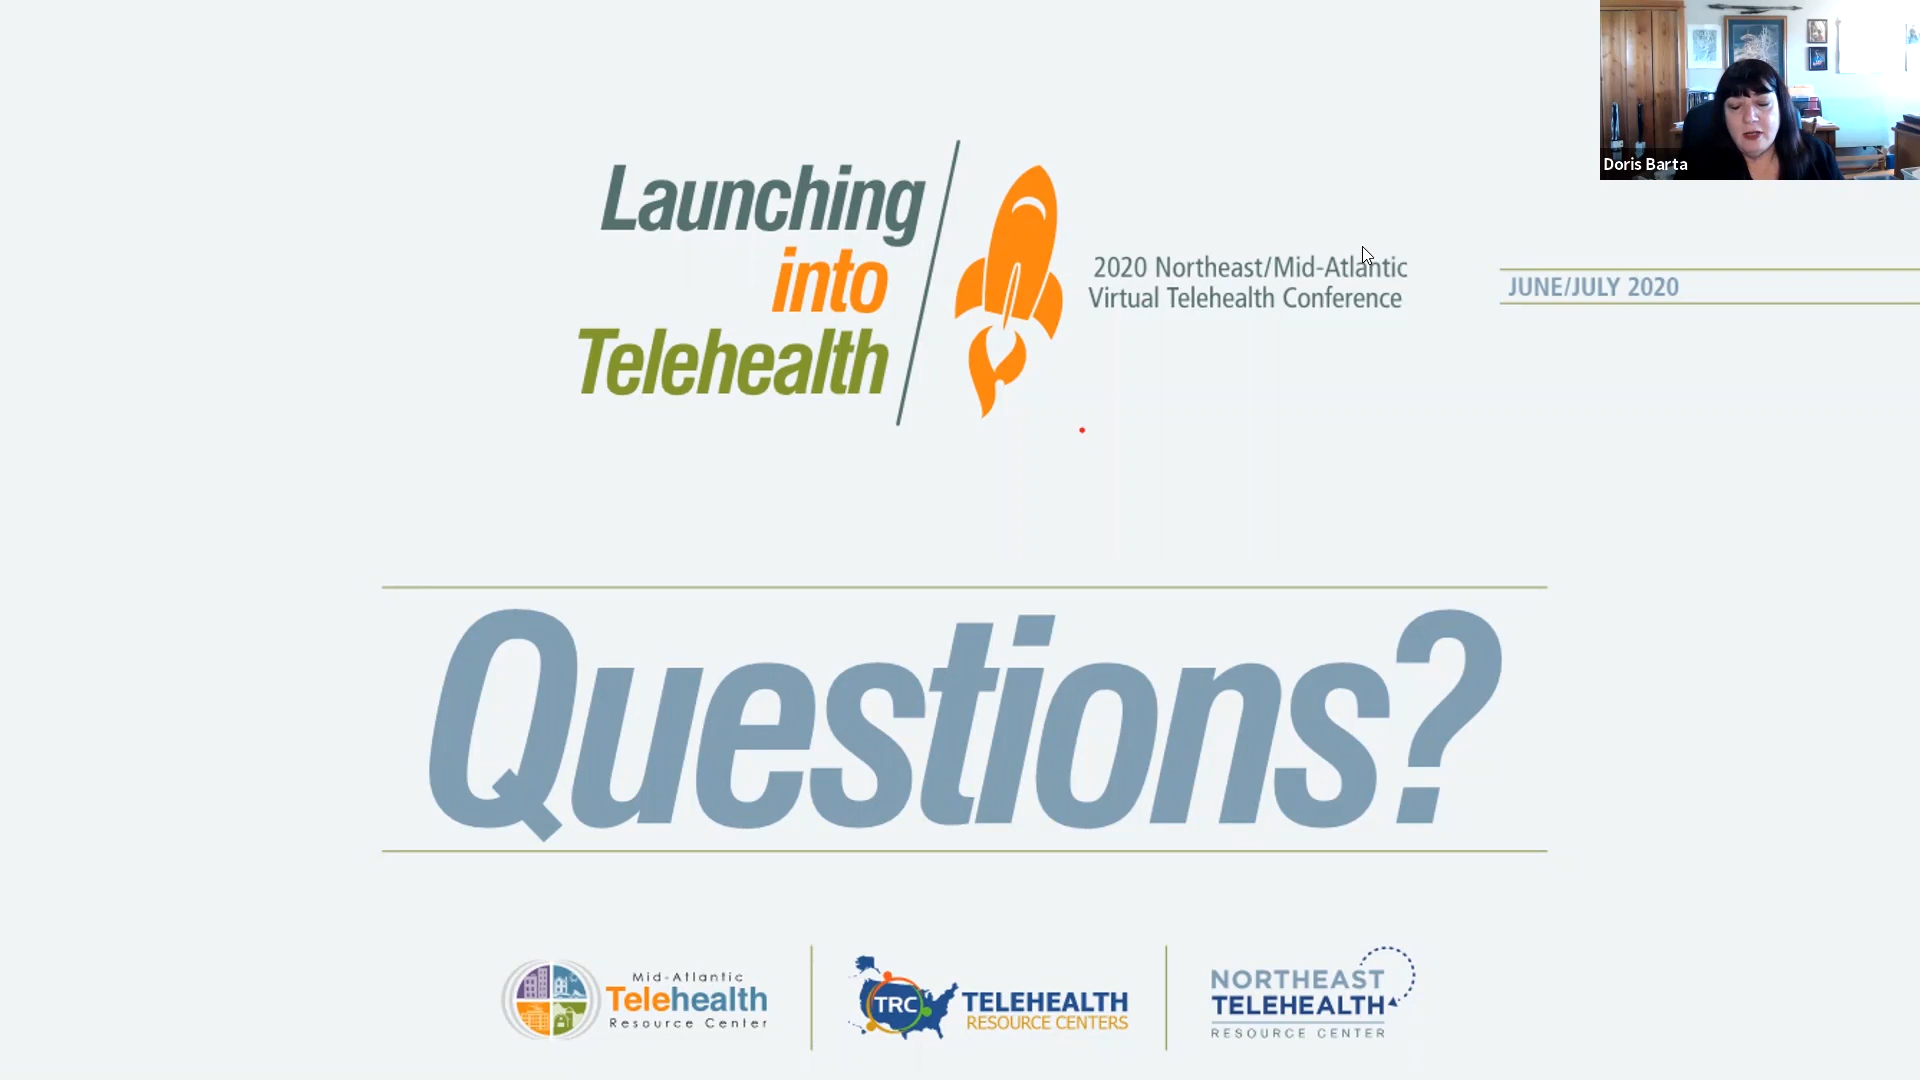 Doris Barta
Launching
into
Telehealth
2020 Northeast/Mid-Atlantic
Virtual Telehealth Conference
JUNE/JULY 2020
Questions?
Mid-Atlantic
Telehealth
Resource Center
TRC
TELEHEALTH
RESOURCE CENTERS
NORTHEAST
TELEHEALTH
RESOURCE CENTER